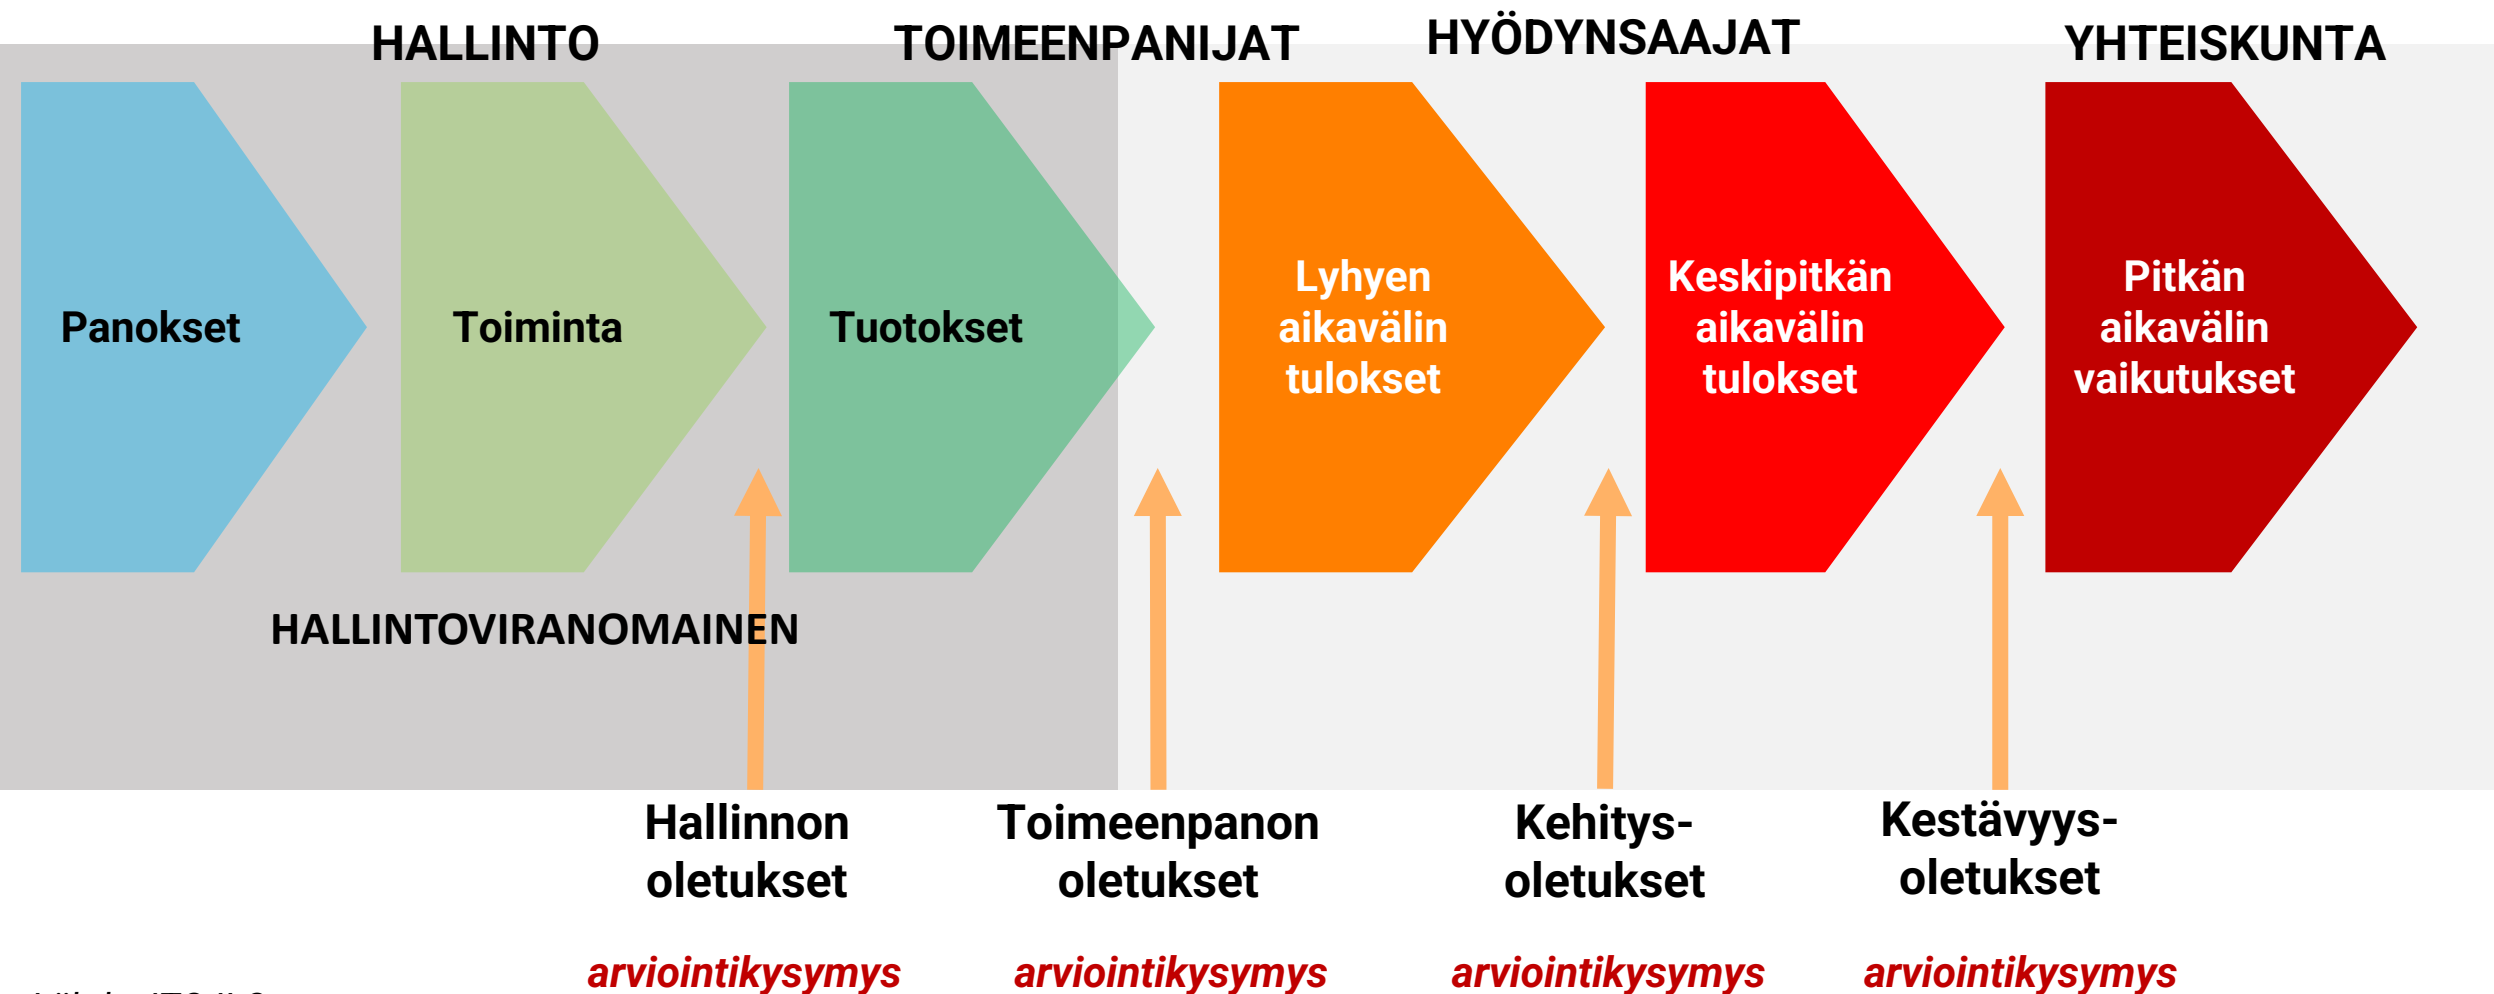 HALLINTO
TOIMEENPANIJAT
HYÖDYNSAAJAT
YHTEISKUNTA
Panokset
Toiminta
Tuotokset
Lyhyen
aikavälin
tulokset
Keskipitkän
aikavälin
tulokset
Pitkän
aikavälin
vaikutukset
HALLINTOVIRANOMAINEN
Hallinnon
oletukset
Toimeenpanon
oletukset
Kehitys-
oletukset
Kestävyys-
oletukset
arviointikysymys
arviointikysymys
arviointikysymys
arviointikysymys